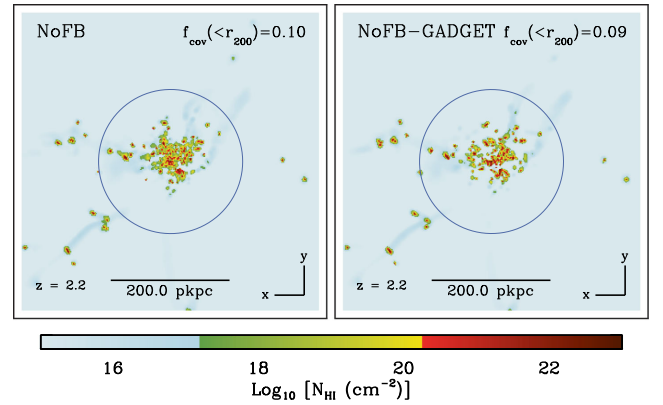 NoFB f_cov(<r_200)=0.10
NoFB-GADGET f_cov(<r_200)=0.09
y
z = 2.2 200.0 pkpc x
y
z = 2.2 200.0 pkpc x
16 18 20 22
Log_10 [N_HI (cm^-2)]